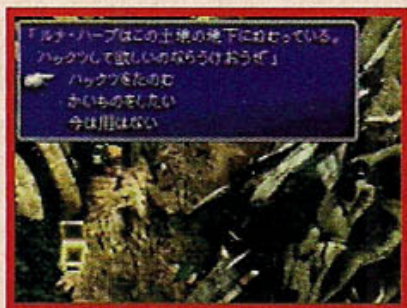 「ルナ・ハープはこの土壌の地下にねむっている。
ハックツして欲しいのならうけおうぜ」
ハックツをたのむ
かいものをしたい
今は用はない